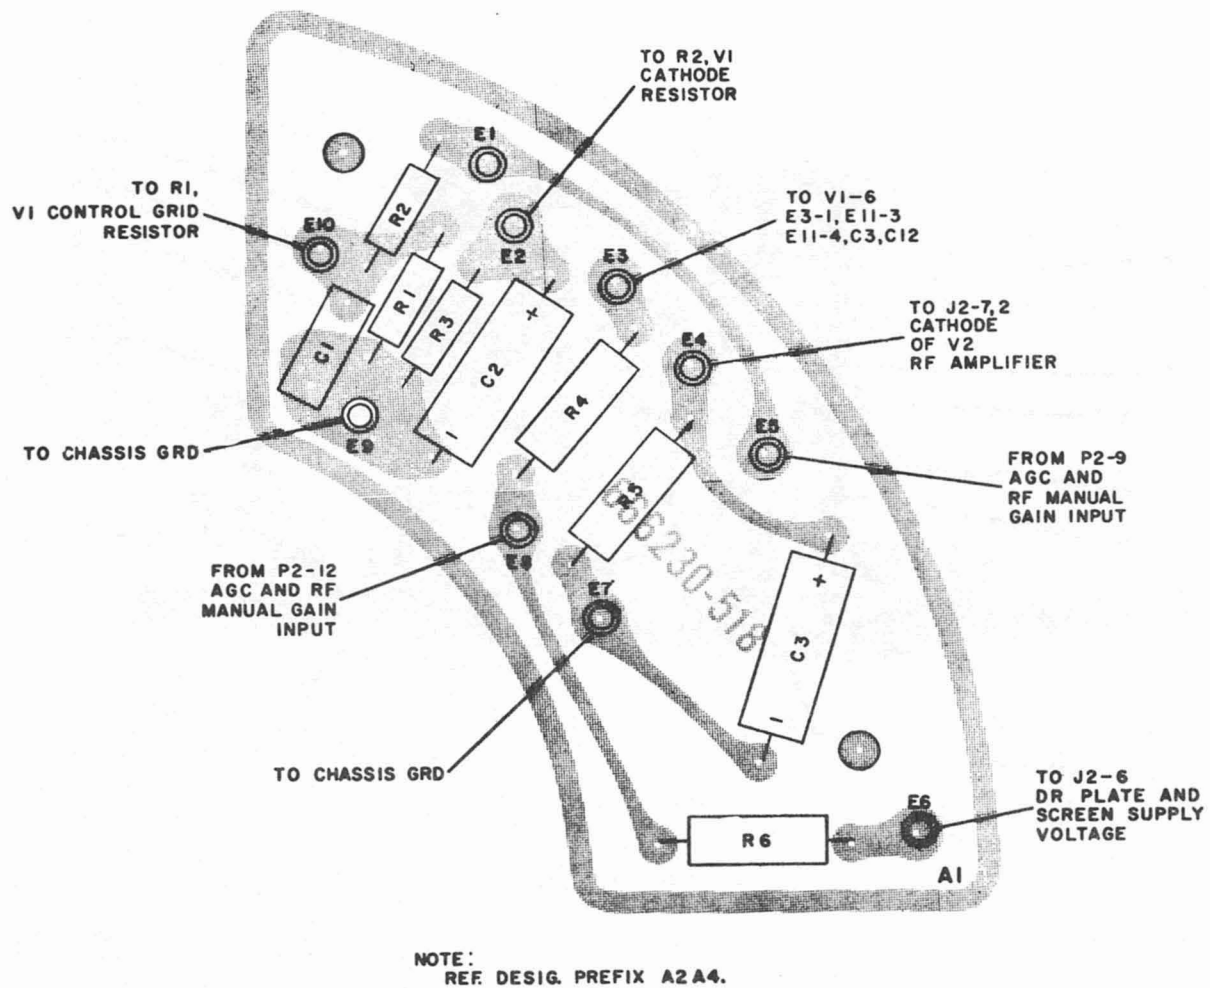 TO R2, V1
CATHODE
RESISTOR
E1
TO R1,
V1 CONTROL GRID
RESISTOR
TO V1-6
E3-1, E11-3
E11-4, C3, C12
R2
E10
E2
E3
R1
R3
+
TO J2-7, 2
CATHODE
OF V2
RF AMPLIFIER
C1
C2
E4
R4
E9
-
E5
TO CHASSIS GRD
FROM P2-9
AGC AND
RF MANUAL
GAIN INPUT
R5
666230-518
E8
FROM P2-12
AGC AND RF
MANUAL GAIN
INPUT
E7
+
C3
-
TO CHASSIS GRD
TO J2-6
DR PLATE AND
SCREEN SUPPLY
VOLTAGE
E6
R6
A1
NOTE:
REF. DESIG. PREFIX A2A4.